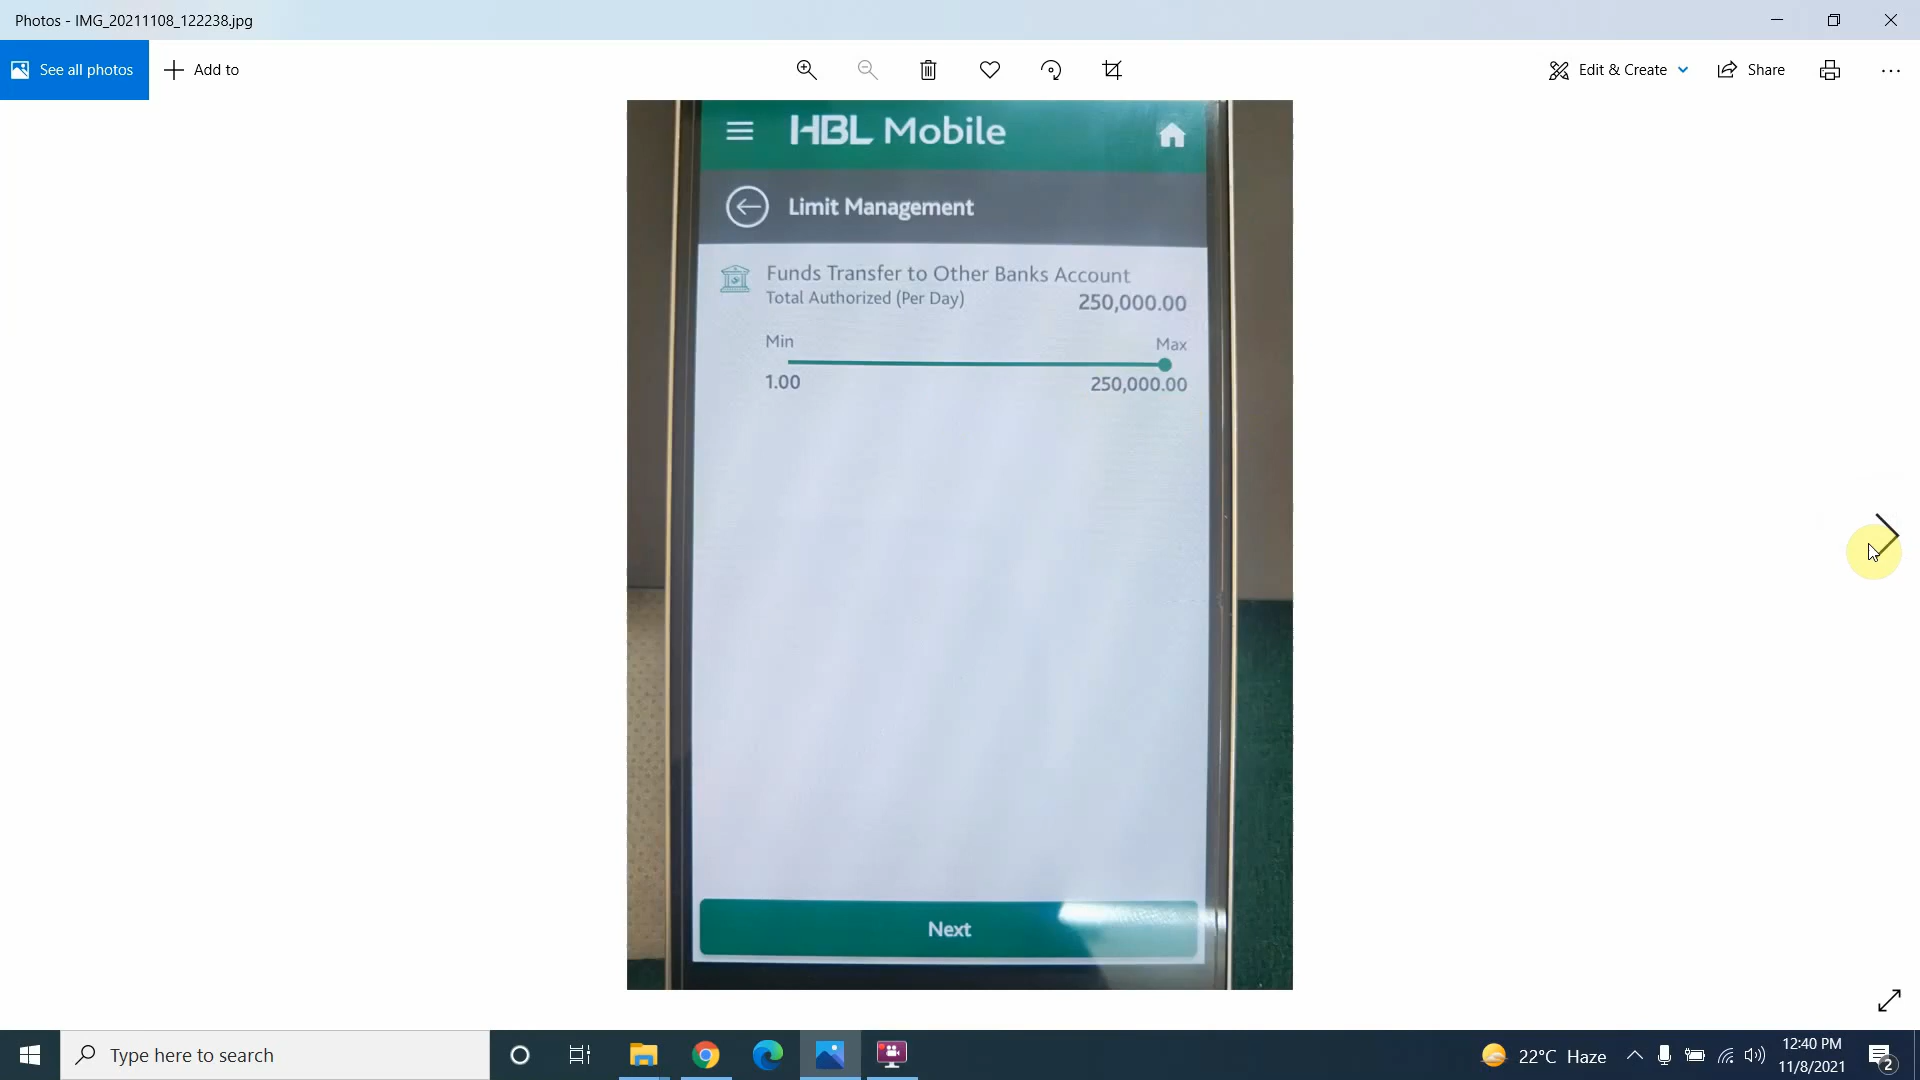 Photos - IMG_20211108_122238.jpg
See all photos
Add to
Edit & Create
Share
HBL Mobile
Limit Management
Funds Transfer to Other Banks Account
Total Authorized (Per Day)
250,000.00
Min
Max
1.00
250,000.00
Next
Type here to search
22°C Haze
12:40 PM
11/8/2021
2